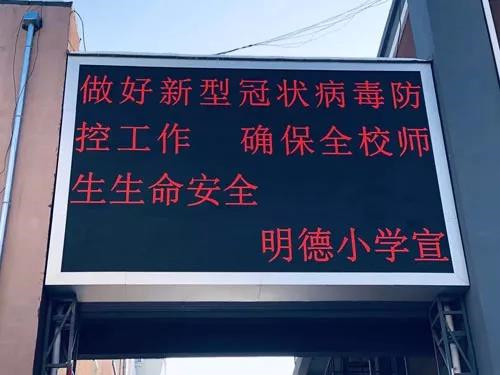 做好新型冠状病毒防
控工作　确保全校师
生生命安全
明德小学宣